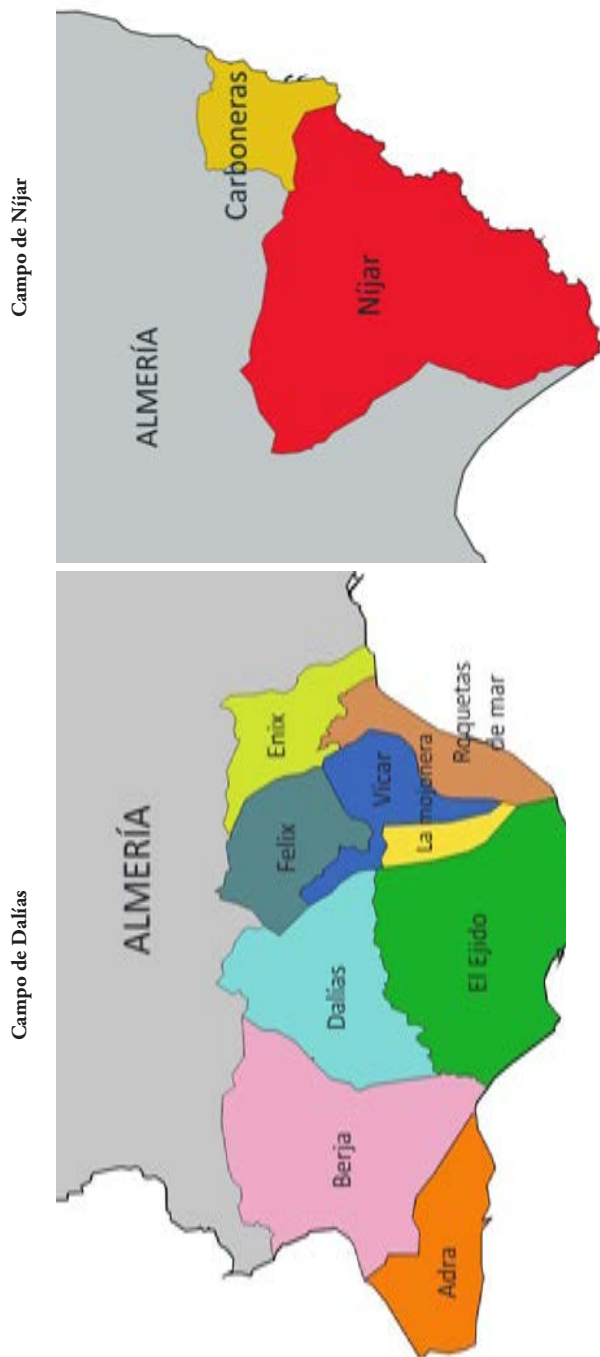 Campo de Dalías
ALMERÍA
Enix
Felix
Vícar
Dalías
La mojonera
Roquetas
de mar
Berja
El Ejido
Adra
Campo de Níjar
ALMERÍA
Carboneras
Níjar